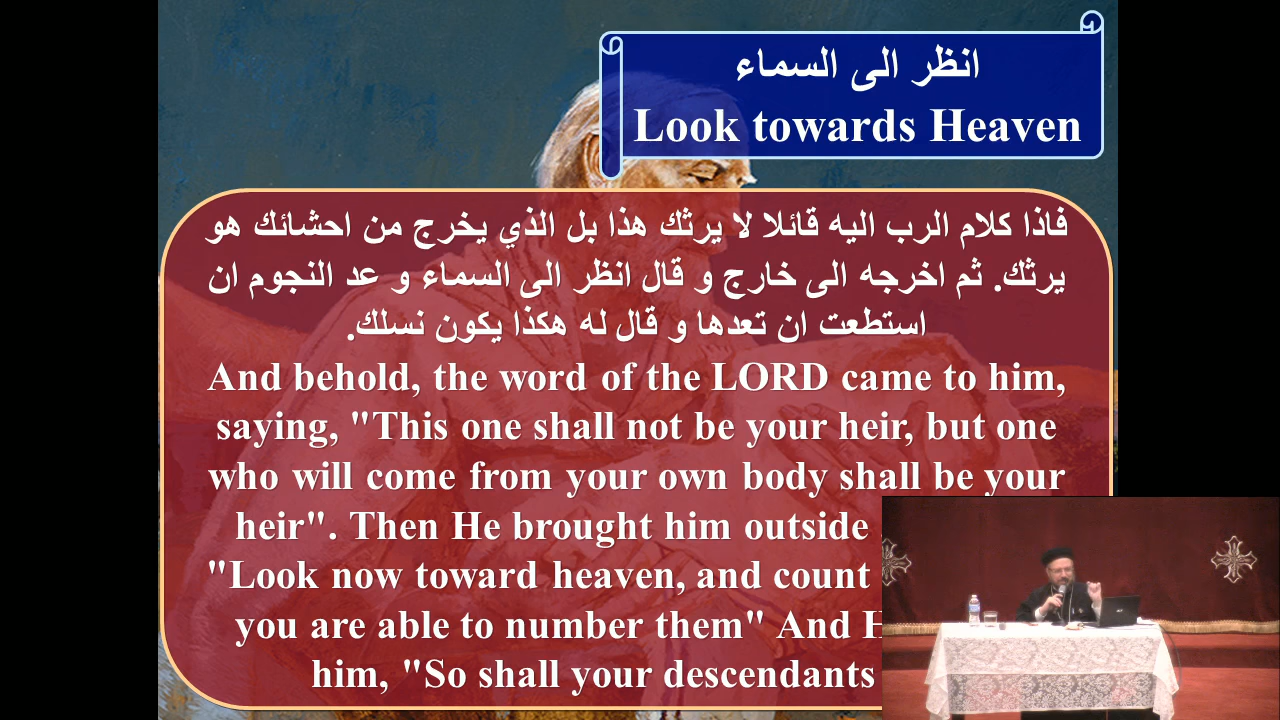 انظر الى السماء
Look towards Heaven
فاذا كلام الرب اليه قائلا لا يرثك هذا بل الذي يخرج من احشائك هو
يرثك. ثم اخرجه الى خارج و قال انظر الى السماء و عد النجوم ان
استطعت ان تعدها و قال له هكذا يكون نسلك.
And behold, the word of the LORD came to him,
saying, "This one shall not be your heir, but one
who will come from your own body shall be your
heir". Then He brought him outside
"Look now toward heaven, and count
you are able to number them" And
him, "So shall your descendants